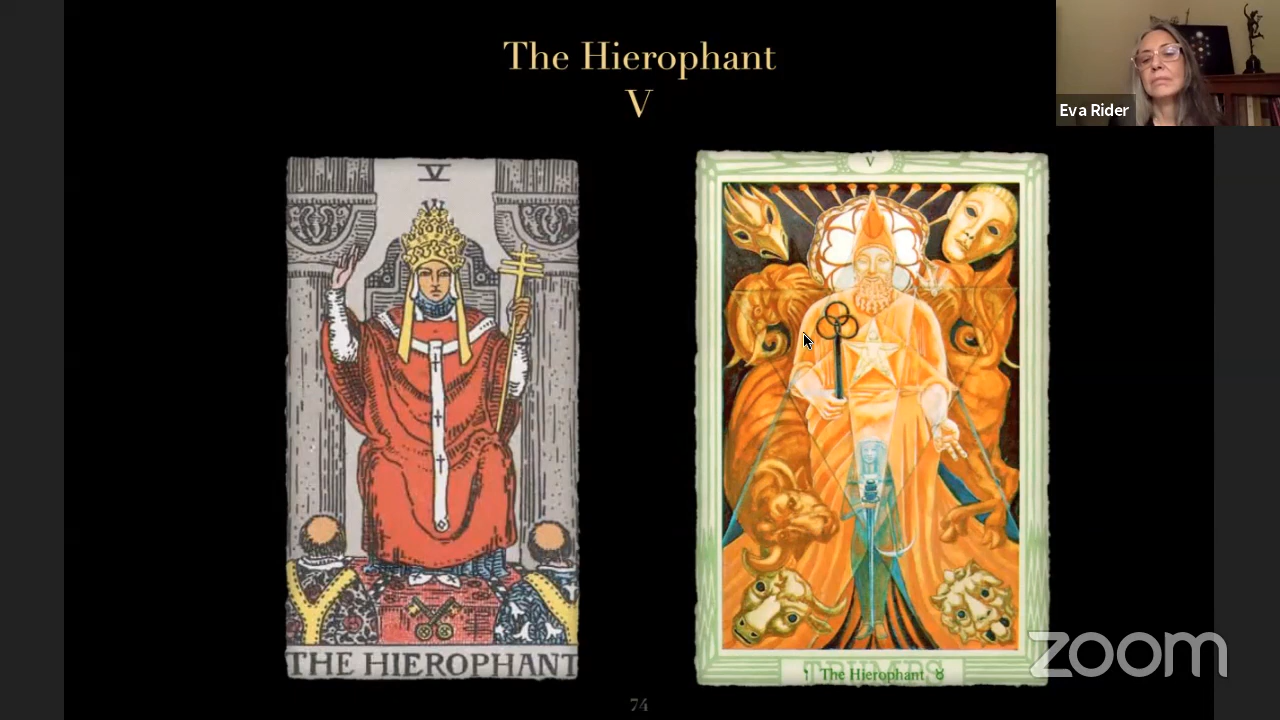 The Hierophant
V
Eva Rider
V
THE HIEROPHANT
V
TRUMPS
ו The Hierophant ♉
74
zoom